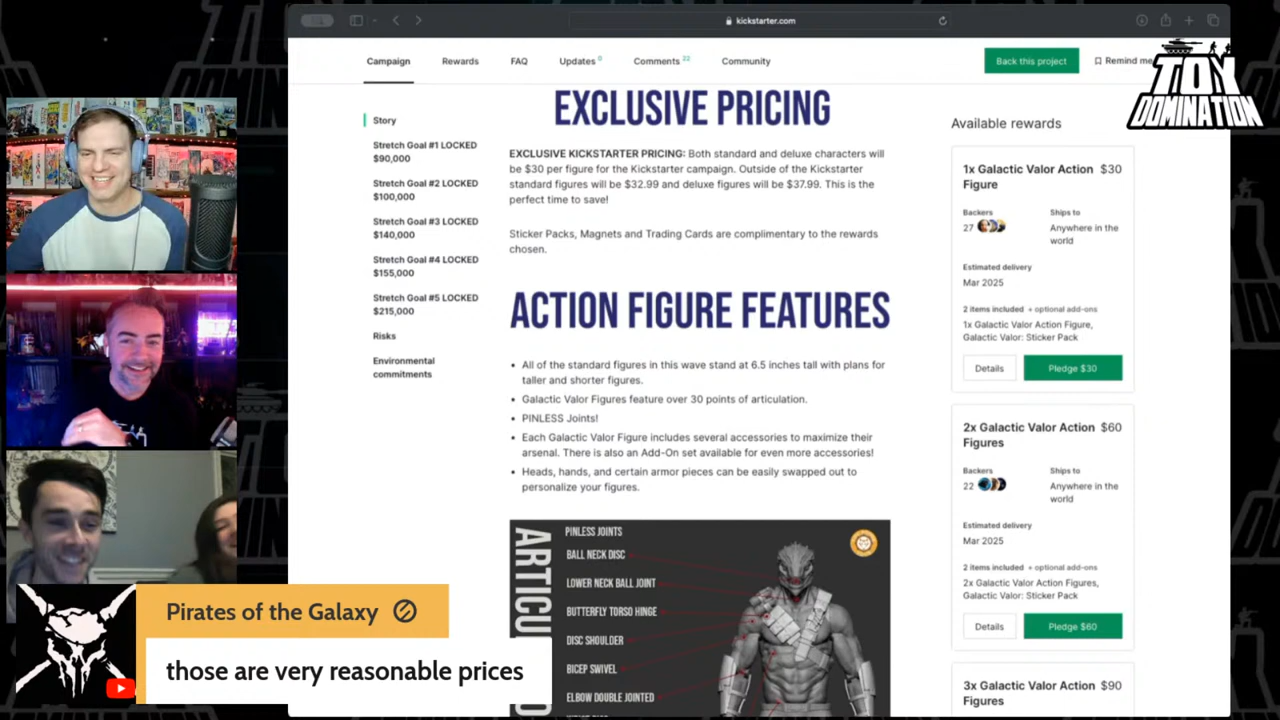 kickstarter.com
Campaign
Rewards
FAQ
Updates 0
Comments 22
Community
Back this project
Remind me
TOY
DOMINATION
Story
Stretch Goal #1 LOCKED
$90,000
Stretch Goal #2 LOCKED
$100,000
Stretch Goal #3 LOCKED
$140,000
Stretch Goal #4 LOCKED
$155,000
Stretch Goal #5 LOCKED
$215,000
Risks
Environmental
commitments
EXCLUSIVE PRICING
EXCLUSIVE KICKSTARTER PRICING: Both standard and deluxe characters will
be $30 per figure for the Kickstarter campaign. Outside of the Kickstarter
standard figures will be $32.99 and deluxe figures will be $37.99. This is the
perfect time to save!
Sticker Packs, Magnets and Trading Cards are complimentary to the rewards
chosen.
ACTION FIGURE FEATURES
All of the standard figures in this wave stand at 6.5 inches tall with plans for
taller and shorter figures.
Galactic Valor Figures feature over 30 points of articulation.
PINLESS Joints!
Each Galactic Valor Figure includes several accessories to maximize their
arsenal. There is also an Add-On set available for even more accessories!
Heads, hands, and certain armor pieces can be easily swapped out to
personalize your figures.
ARTICU
PINLESS JOINTS
BALL NECK DISC
LOWER NECK BALL JOINT
BUTTERFLY TORSO HINGE
DISC SHOULDER
BICEP SWIVEL
ELBOW DOUBLE JOINTED
Available rewards
1x Galactic Valor Action $30
Figure
Backers
27
Ships to
Anywhere in the
world
Estimated delivery
Mar 2025
2 items included + optional add-ons
1x Galactic Valor Action Figure,
Galactic Valor: Sticker Pack
Details
Pledge $30
2x Galactic Valor Action $60
Figures
Backers
22
Ships to
Anywhere in the
world
Estimated delivery
Mar 2025
2 items included + optional add-ons
2x Galactic Valor Action Figures,
Galactic Valor: Sticker Pack
Details
Pledge $60
3x Galactic Valor Action $90
Figures
Pirates of the Galaxy
those are very reasonable prices